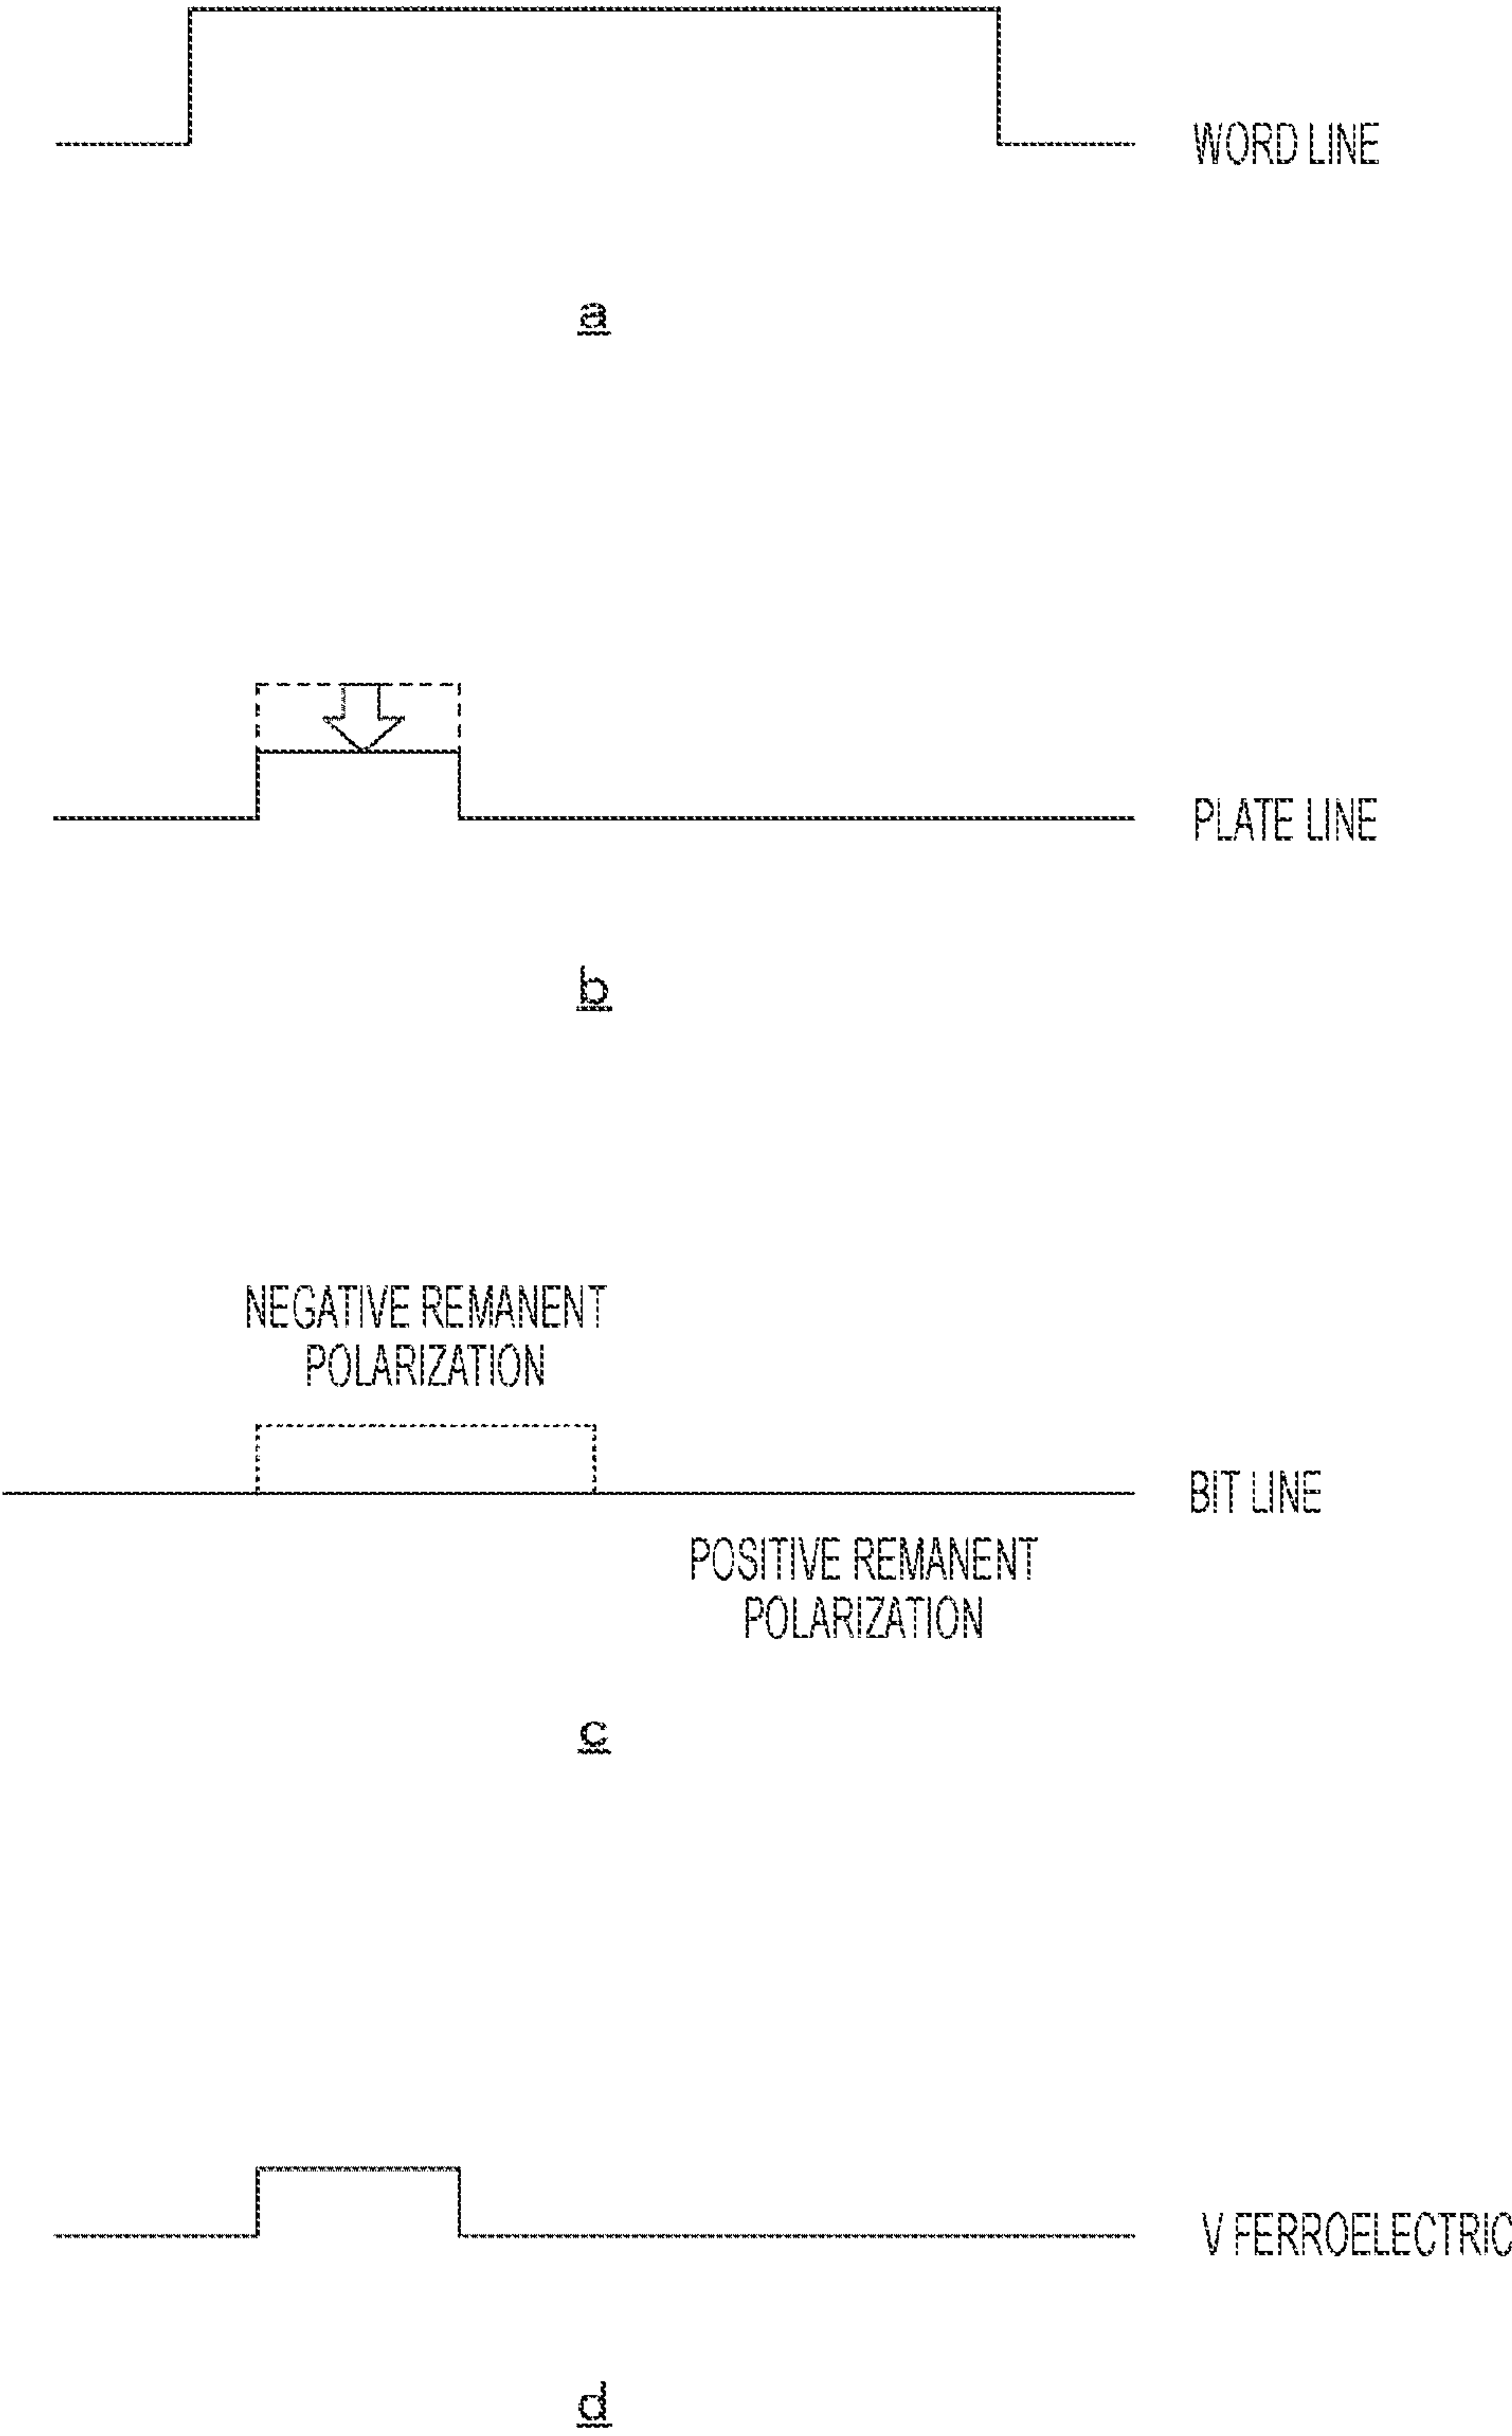 WORD LINE
a
PLATE LINE
b
NEGATIVE REMANENT
POLARIZATION
BIT LINE
POSITIVE REMANENT
POLARIZATION
c
V FERROELECTRIC
d